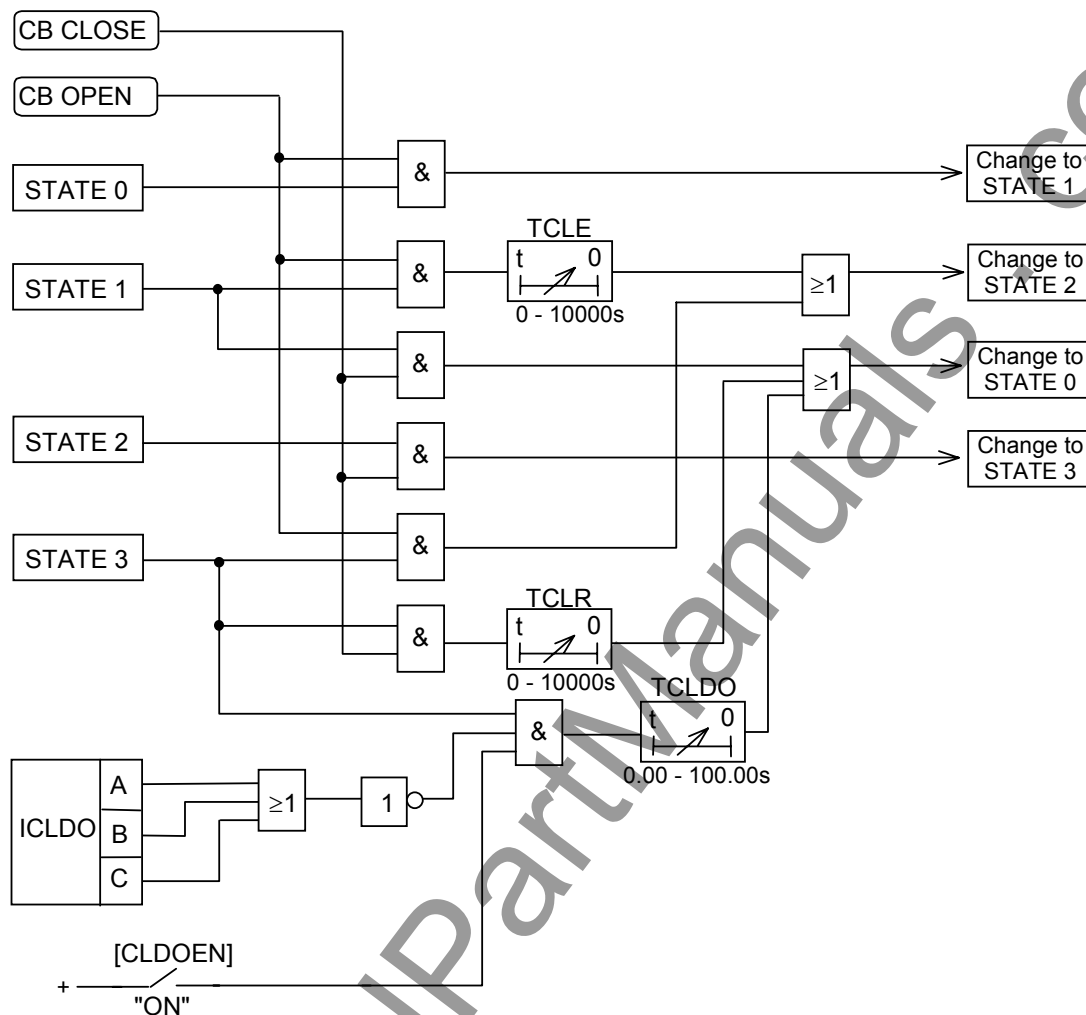 CB CLOSE
CB OPEN
STATE 0
&
Change to
STATE 1
STATE 1
&
TCLE
t 0
0 - 10000s
≥1
Change to
STATE 2
&
≥1
Change to
STATE 0
STATE 2
&
Change to
STATE 3
STATE 3
&
&
TCLR
t 0
0 - 10000s
&
TCLDO
t 0
0.00 - 100.00s
ICLDO
A
B
C
≥1
1
[CLDOEN]
+
"ON"
IPartManuals . co